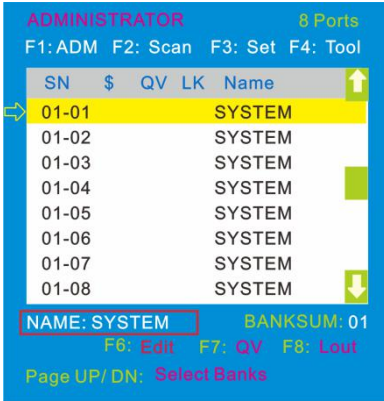 ADMINISTRATOR 8 Ports
F1: ADM F2: Scan F3: Set F4: Tool
SN $ QV LK Name
01-01 SYSTEM
01-02 SYSTEM
01-03 SYSTEM
01-04 SYSTEM
01-05 SYSTEM
01-06 SYSTEM
01-07 SYSTEM
01-08 SYSTEM
NAME: SYSTEM BANKSUM: 01
F6: Edit F7: QV F8: Lout
Page UP/ DN: Select Banks